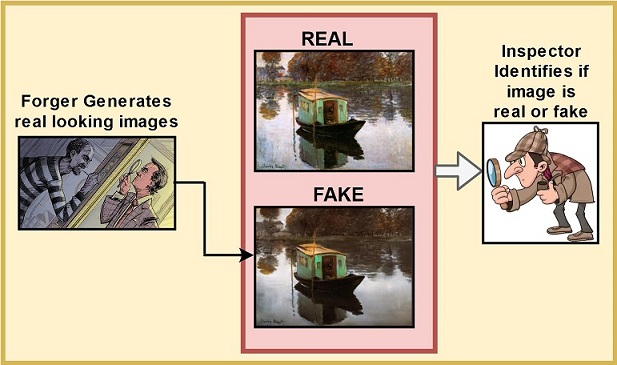 Forger Generates
real looking images
REAL
FAKE
Inspector
Identifies if
image is
real or fake